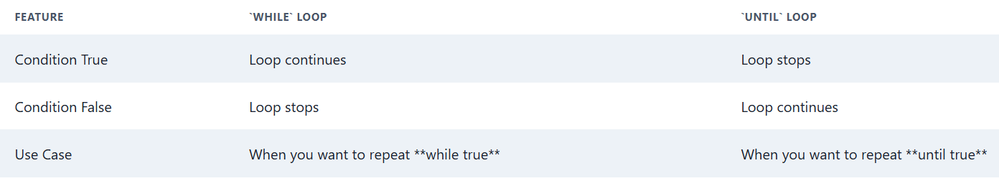 FEATURE `WHILE` LOOP `UNTIL` LOOP
Condition True Loop continues Loop stops
Condition False Loop stops Loop continues
Use Case When you want to repeat **while true** When you want to repeat **until true**